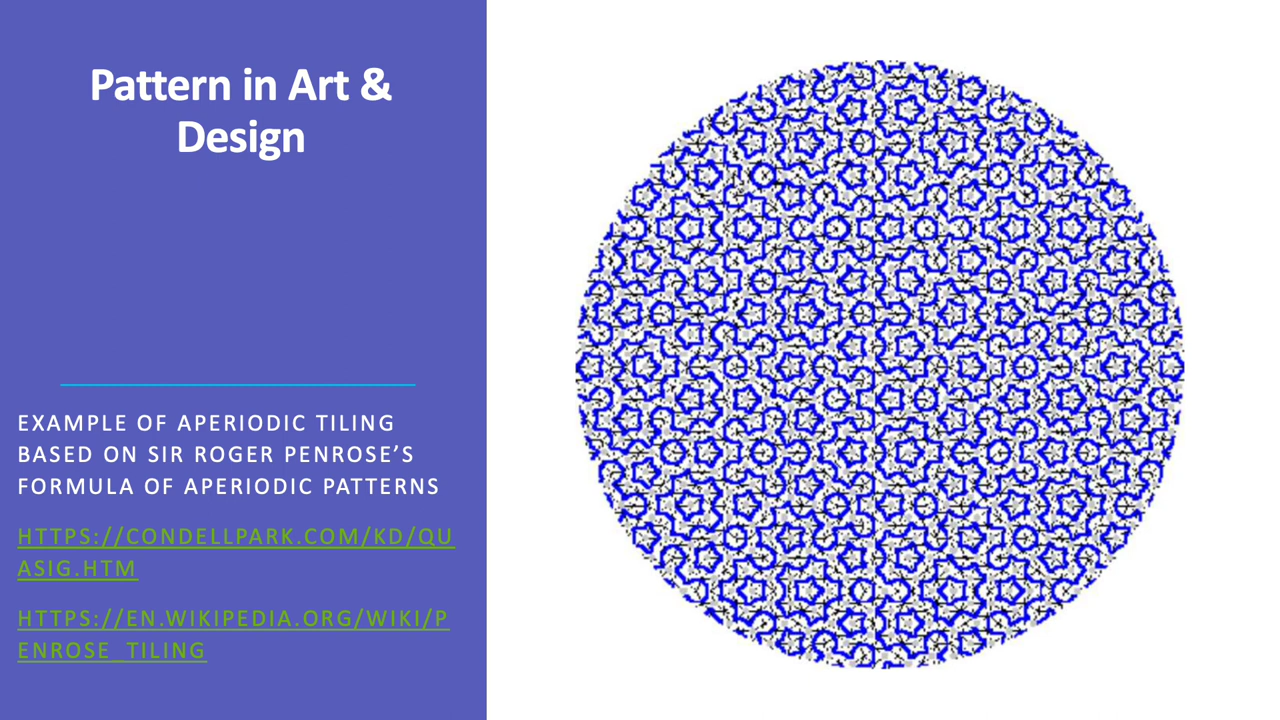 Pattern in Art &
Design
EXAMPLE OF APERIODIC TILING
BASED ON SIR ROGER PENROSE’S
FORMULA OF APERIODIC PATTERNS
HTTPS://CONDELLPARK.COM/KD/QU
ASIG.HTM
HTTPS://EN.WIKIPEDIA.ORG/WIKI/P
ENROSE_TILING